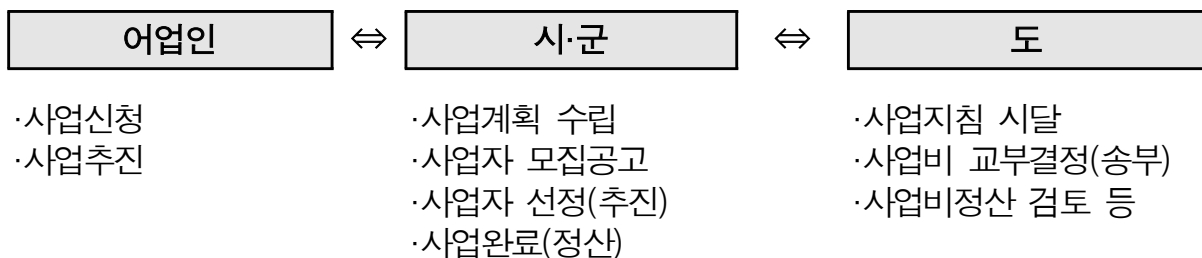 어업인 ⇔ 시·군 ⇔ 도
·사업신청
·사업추진
·사업계획 수립
·사업자 모집공고
·사업자 선정(추진)
·사업완료(정산)
·사업지침 시달
·사업비 교부결정(송부)
·사업비정산 검토 등